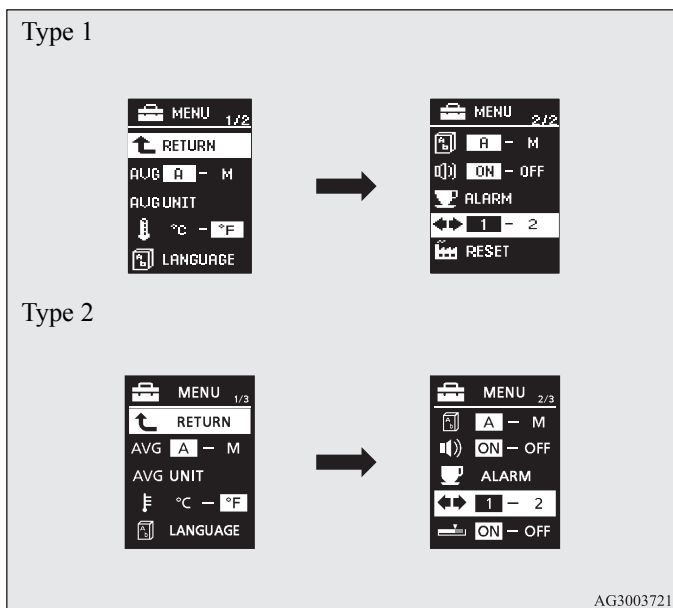 Type 1
MENU 1/2
RETURN
AVG A - M
AVG UNIT
°C - °F
LANGUAGE
MENU 2/2
A - M
ON - OFF
ALARM
1 - 2
RESET
Type 2
MENU 1/3
RETURN
AVG A — M
AVG UNIT
°C — °F
LANGUAGE
MENU 2/3
A — M
ON — OFF
ALARM
1 — 2
ON — OFF
AG3003721